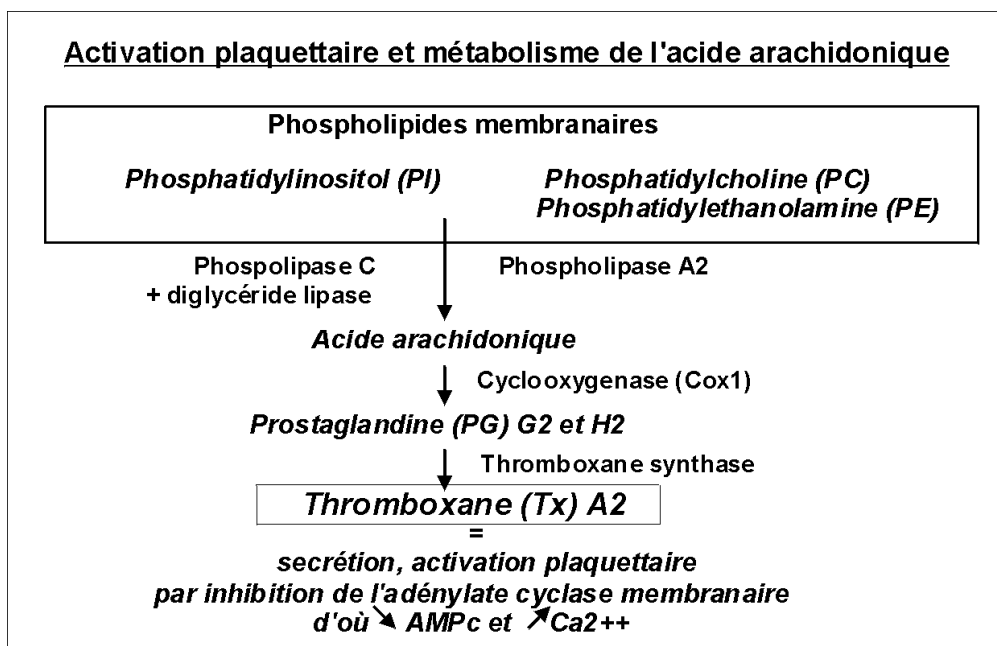 Activation plaquettaire et métabolisme de l'acide arachidonique
Phospholipides membranaires
Phosphatidylinositol (PI) Phosphatidylcholine (PC)
Phosphatidylethanolamine (PE)
Phospolipase C Phospholipase A2
+ diglycéride lipase
Acide arachidonique
Cyclooxygenase (Cox1)
Prostaglandine (PG) G2 et H2
Thromboxane synthase
Thromboxane (Tx) A2
=
secrétion, activation plaquettaire
par inhibition de l'adénylate cyclase membranaire
d'où ↘ AMPc et ↗Ca2++